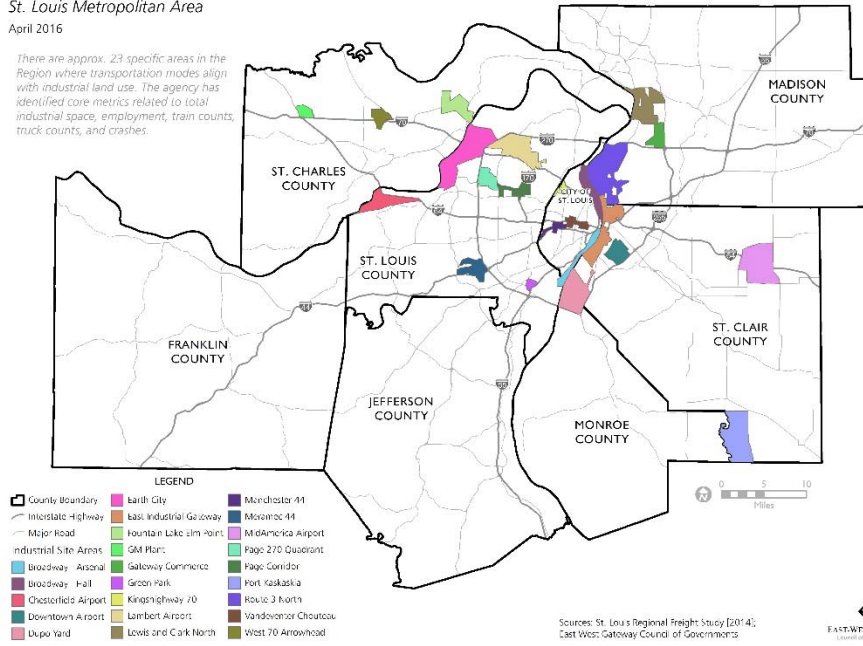 St. Louis Metropolitan Area
April 2016
There are approx. 23 specific areas in the
Region where transportation modes align
with industrial land use. The agency has
identified core metrics related to total
industrial space, employment, train counts,
truck counts, and crashes.
MADISON
COUNTY
ST. CHARLES
COUNTY
CITY OF
ST. LOUIS
ST. LOUIS
COUNTY
FRANKLIN
COUNTY
ST. CLAIR
COUNTY
JEFFERSON
COUNTY
MONROE
COUNTY
70
270
170
44
55
70
0 5 10
Miles
LEGEND
County Boundary
Interstate Highway
Major Road
Industrial Site Areas
Broadway Arsenal
Broadway Hall
Chesterfield Airport
Downtown Airport
Dupo Yard
Earth City
East Industrial Gateway
Fountain Lake Elm Point
GM Plant
Gateway Commerce
Green Park
Kingshighway 70
Lambert Airport
Lewis and Clark North
Manchester 44
Meramec 44
MidAmerica Airport
Page 270 Quadrant
Page Corridor
Port Kaskaskia
Route 3 North
Vandeventer Chouteau
West 70 Arrowhead
Sources: St. Louis Regional Freight Study [2014];
East West Gateway Council of Governments